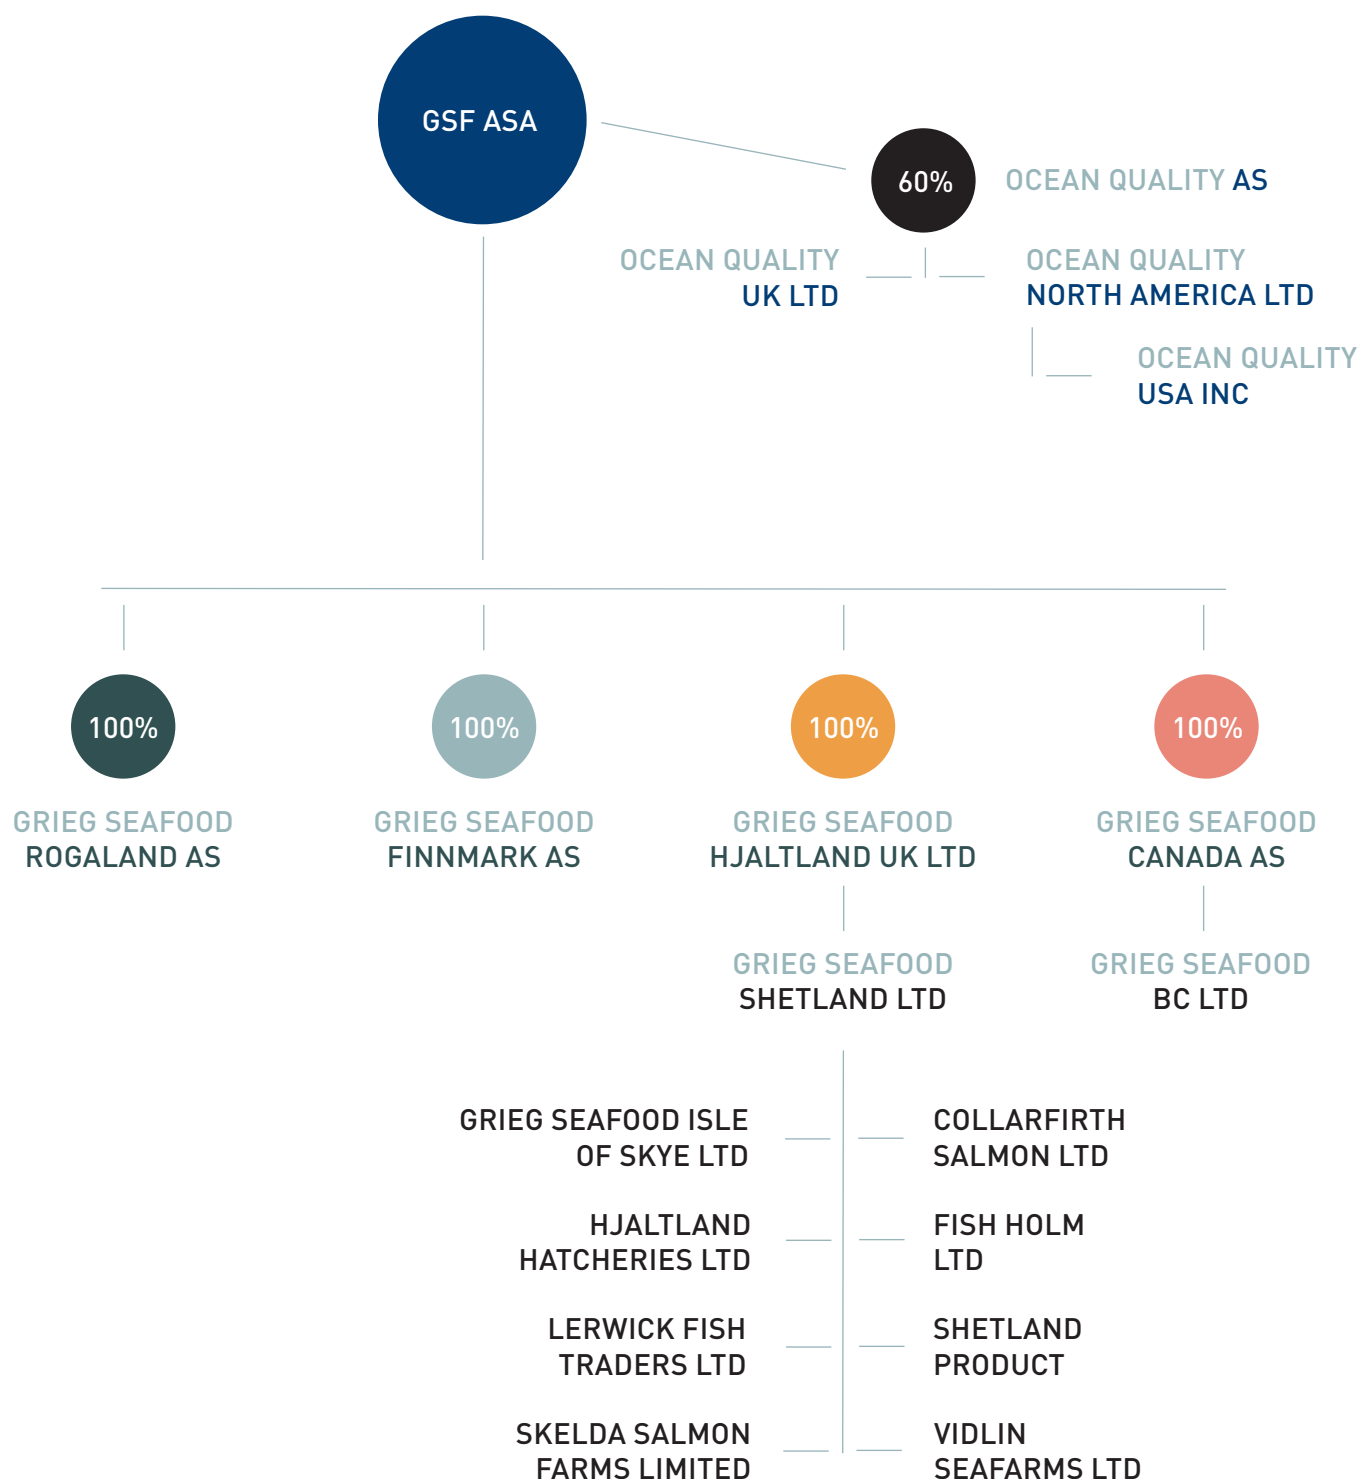 GSF ASA
60%
OCEAN QUALITY AS
OCEAN QUALITY
UK LTD
OCEAN QUALITY
NORTH AMERICA LTD
OCEAN QUALITY
USA INC
100%
GRIEG SEAFOOD
ROGALAND AS
100%
GRIEG SEAFOOD
FINNMARK AS
100%
GRIEG SEAFOOD
HJALTLAND UK LTD
100%
GRIEG SEAFOOD
CANADA AS
GRIEG SEAFOOD
SHETLAND LTD
GRIEG SEAFOOD
BC LTD
GRIEG SEAFOOD ISLE
OF SKYE LTD
COLLARFIRTH
SALMON LTD
HJALTLAND
HATCHERIES LTD
FISH HOLM
LTD
LERWICK FISH
TRADERS LTD
SHETLAND
PRODUCT
SKELDA SALMON
FARMS LIMITED
VIDLIN
SEAFARMS LTD